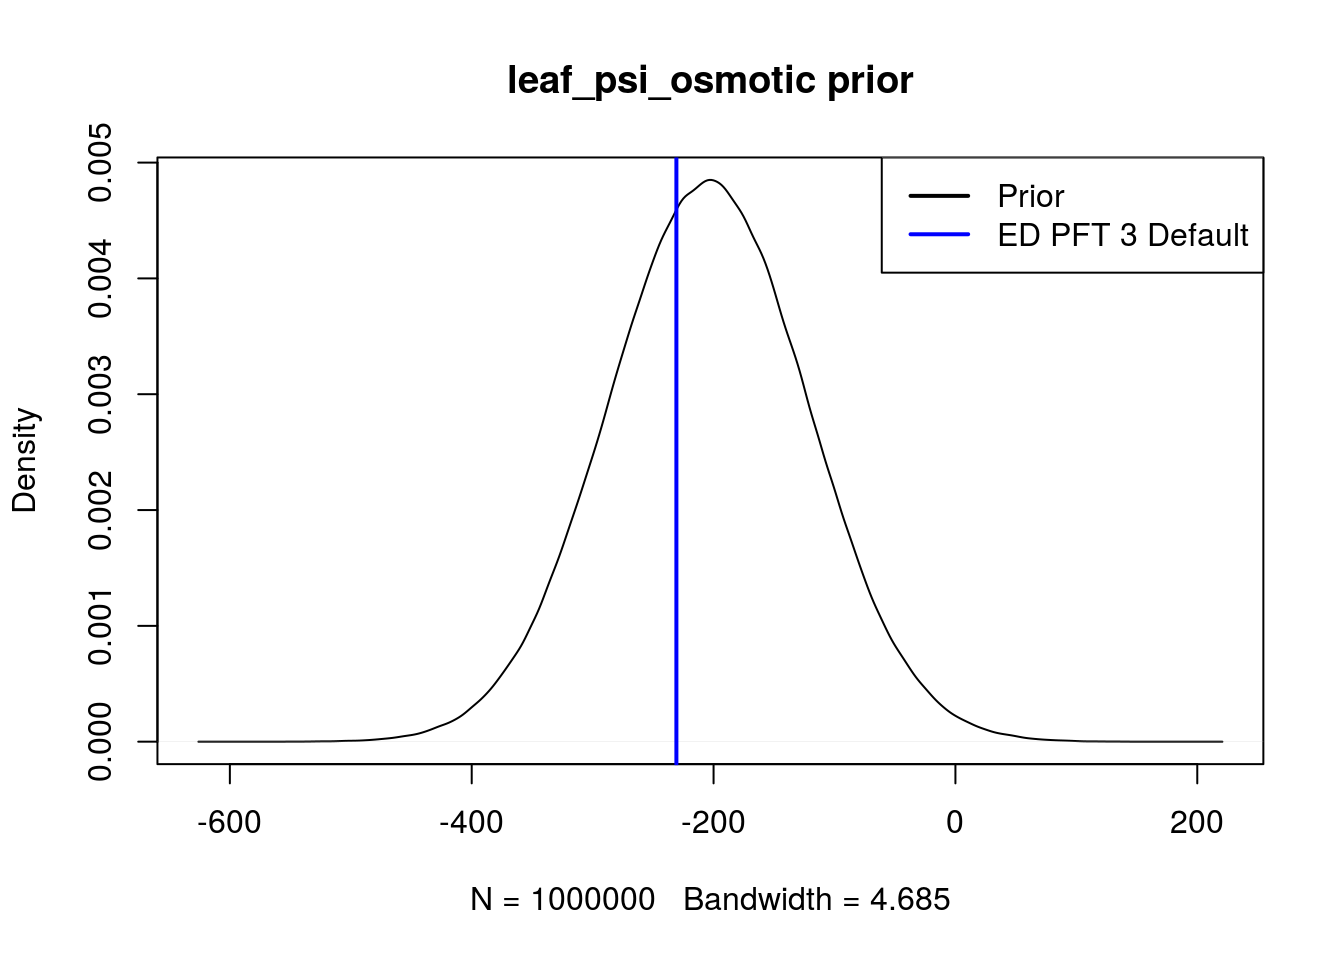 leaf_psi_osmotic prior
Prior
ED PFT 3 Default
Density
0.005
0.004
0.003
0.002
0.001
0.000
-600 -400 -200 0 200
N = 1000000 Bandwidth = 4.685